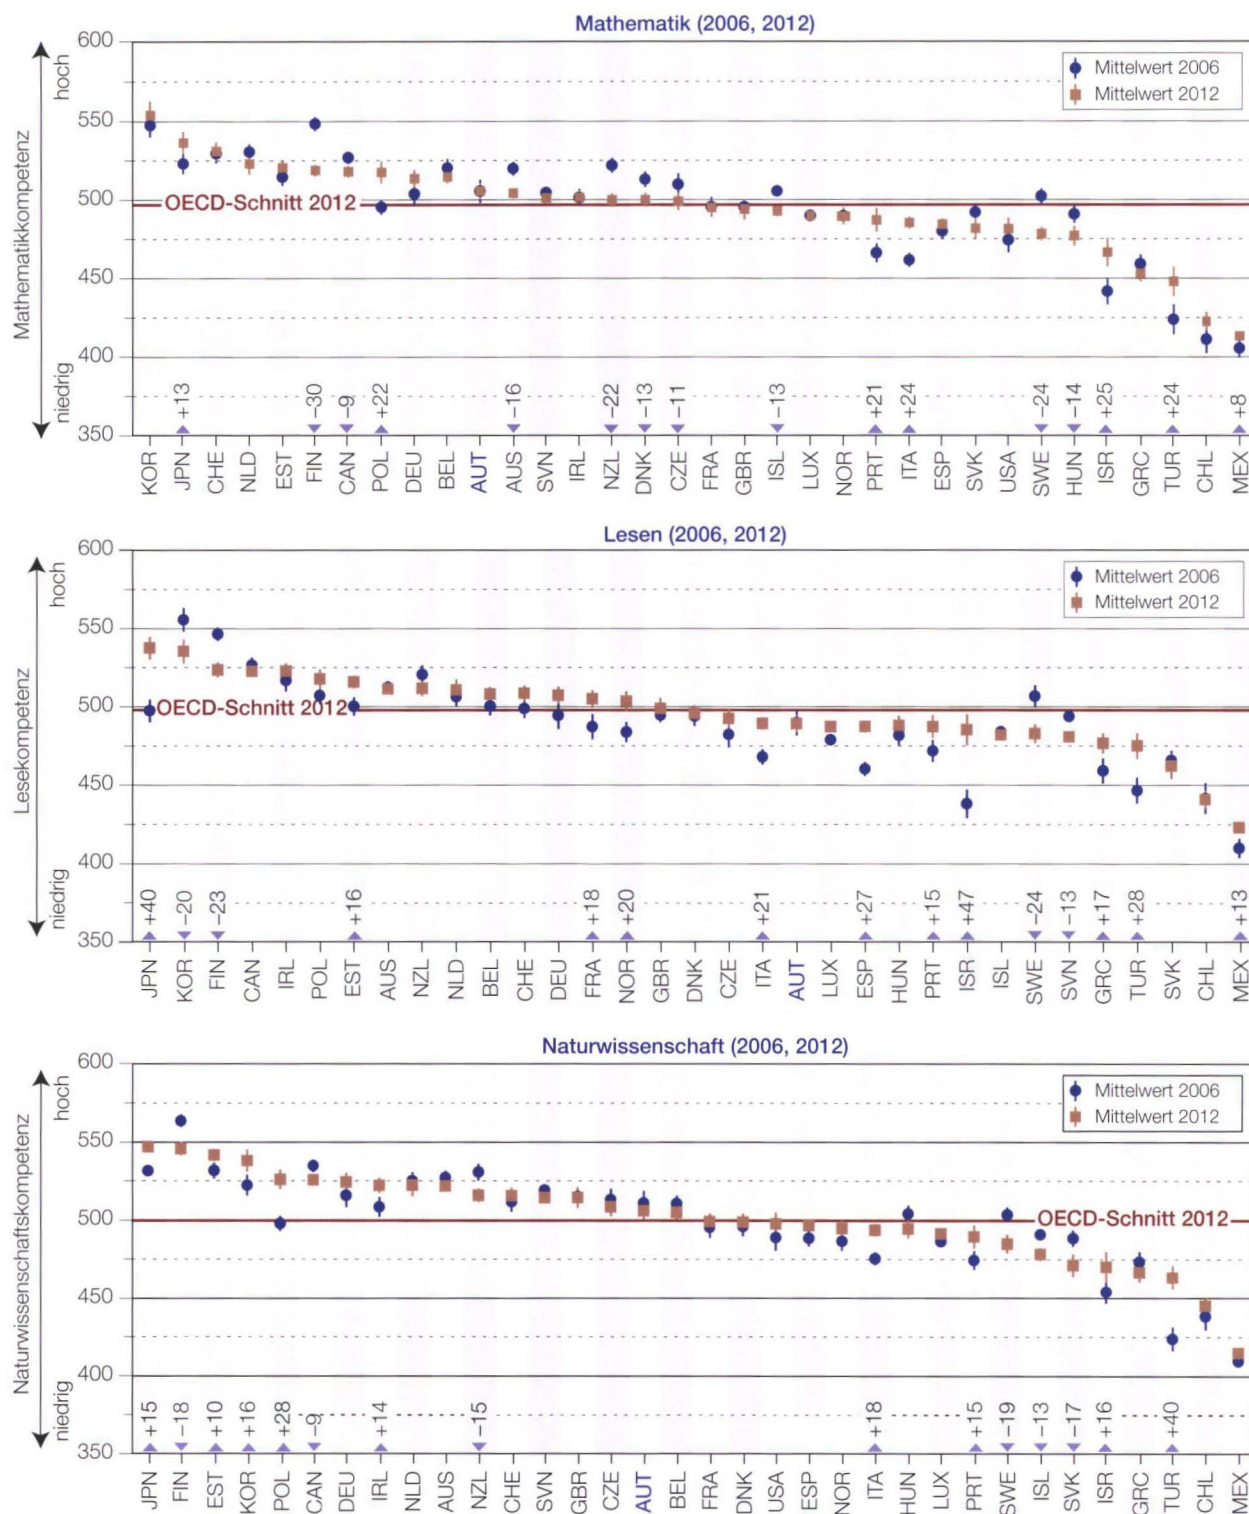 Mathematik (2006, 2012)
600
550
500
450
400
350
hoch
niedrig
Mathematikkompetenz
Mittelwert 2006
Mittelwert 2012
OECD-Schnitt 2012
+13 −30 −9 +22 −16 −22 −13 −11 −13 +21 +24 −24 −14 +25 +24 +8
KOR JPN CHE NLD EST FIN CAN POL DEU BEL AUT AUS SVN IRL NZL DNK CZE FRA GBR ISL LUX NOR PRT ITA ESP SVK USA SWE HUN ISR GRC TUR CHL MEX
Lesen (2006, 2012)
600
550
500
450
400
350
hoch
niedrig
Lesekompetenz
Mittelwert 2006
Mittelwert 2012
OECD-Schnitt 2012
+40 −20 −23 +16 +18 +20 +21 +27 +15 +47 −24 −13 +17 +28 +13
JPN KOR FIN CAN IRL POL EST AUS NZL NLD BEL CHE DEU FRA NOR GBR DNK CZE ITA AUT LUX ESP HUN PRT ISR ISL SWE SVN GRC TUR SVK CHL MEX
Naturwissenschaft (2006, 2012)
600
550
500
450
400
350
hoch
niedrig
Naturwissenschaftskompetenz
Mittelwert 2006
Mittelwert 2012
OECD-Schnitt 2012
+15 −18 +10 +16 +28 −9 +14 −15 +18 +15 −19 −13 −17 +16 +40
JPN FIN EST KOR POL CAN DEU IRL NLD AUS NZL CHE SVN GBR CZE AUT BEL FRA DNK USA ESP NOR ITA HUN LUX PRT SWE ISL SVK ISR GRC TUR CHL MEX